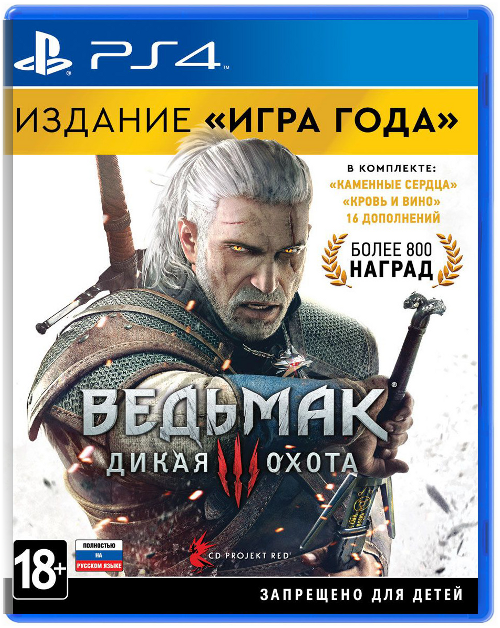 PS4
ИЗДАНИЕ «ИГРА ГОДА»
В КОМПЛЕКТЕ:
«КАМЕННЫЕ СЕРДЦА»
«КРОВЬ И ВИНО»
16 ДОПОЛНЕНИЙ
БОЛЕЕ 800
НАГРАД
ВЕДЬМАК
ДИКАЯ III ОХОТА
CD PROJEKT RED
ПОЛНОСТЬЮ
НА
РУССКОМ ЯЗЫКЕ
18+
ЗАПРЕЩЕНО ДЛЯ ДЕТЕЙ